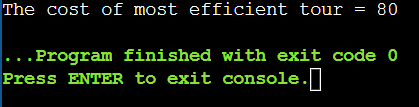 The cost of most efficient tour = 80
...Program finished with exit code 0
Press ENTER to exit console.